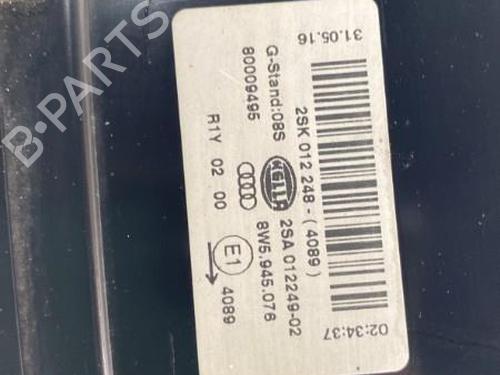 31.05.16
02:34:37
2SK 012 248 - (4089)
G-Stand:08S
HELLA
2SA 012249-02
80009495
8W5.945.076
R1Y 02 00
E1
4089
B-PARTS